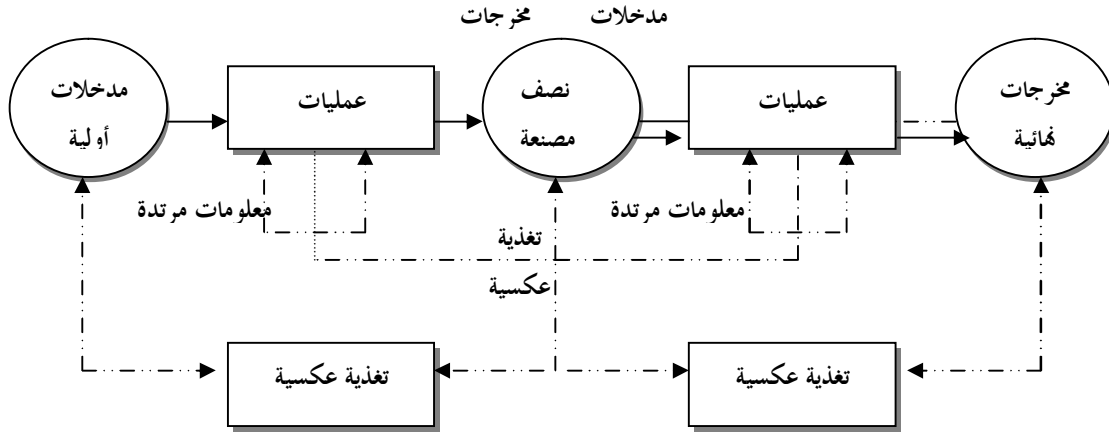 مدخلات مخرجات
مدخلات
أولية
عمليات
نصف
مصنعة
عمليات
مخرجات
نهائية
معلومات مرتدة
معلومات مرتدة
تغذية
عكسية
تغذية عكسية
تغذية عكسية